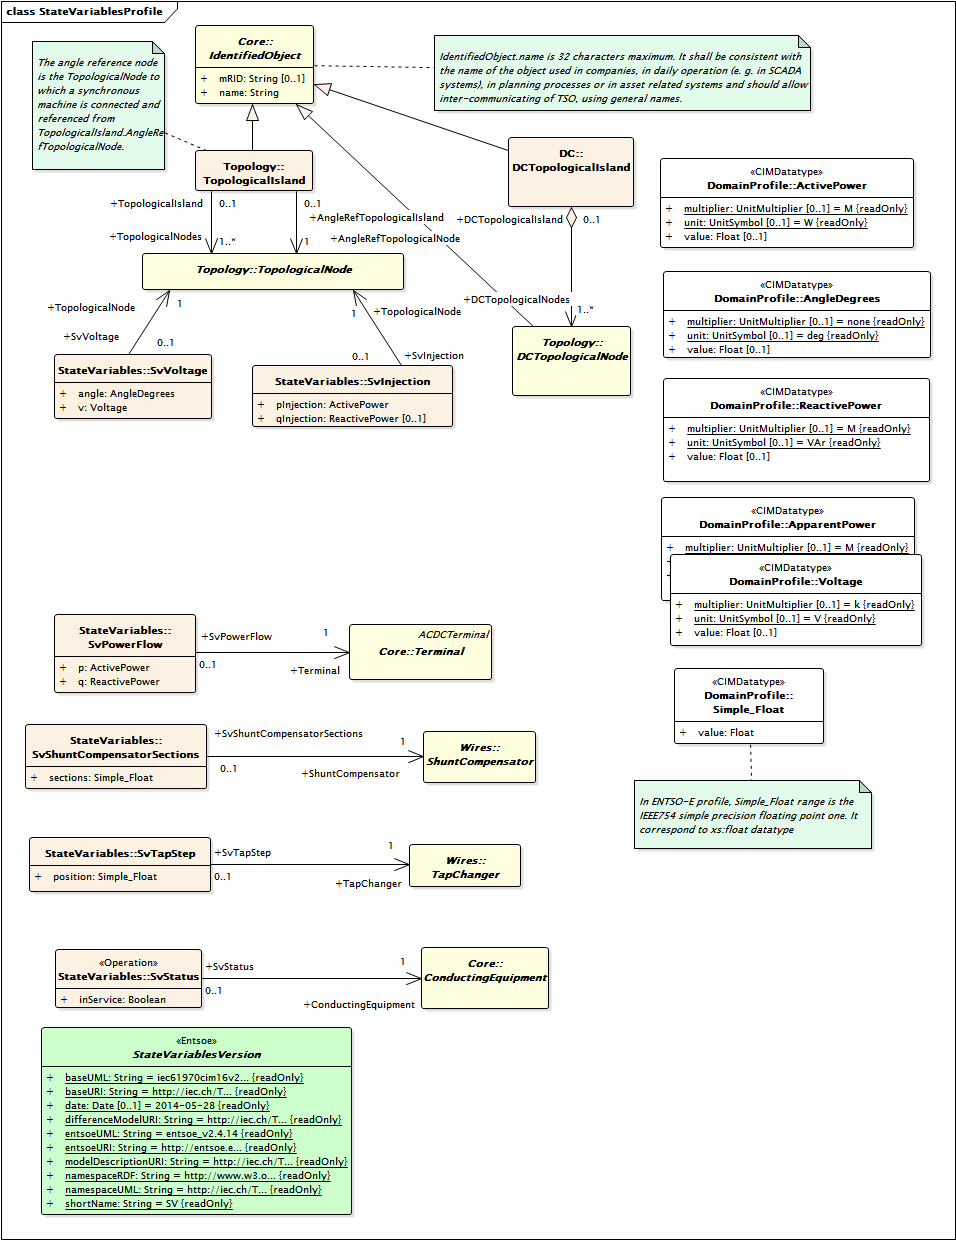 class StateVariablesProfile
The angle reference node
is the TopologicalNode to
which a synchronous
machine is connected and
referenced from
TopologicalIsland.AngleRe
fTopologicalNode.
Core::
IdentifiedObject
+ mRID: String [0..1]
+ name: String
IdentifiedObject.name is 32 characters maximum. It shall be consistent with
the name of the object used in companies, in daily operation (e. g. in SCADA
systems), in planning processes or in asset related systems and should allow
inter-communicating of TSO, using general names.
Topology::
TopologicalIsland
DC::
DCTopologicalIsland
+TopologicalIsland
0..1
0..1
+AngleRefTopologicalIsland
+DCTopologicalIsland
0..1
+TopologicalNodes
1..*
1
+AngleRefTopologicalNode
Topology::TopologicalNode
+DCTopologicalNodes
1..*
+TopologicalNode
1
1
+TopologicalNode
+SvVoltage
0..1
0..1
+SvInjection
Topology::
DCTopologicalNode
StateVariables::SvVoltage
+ angle: AngleDegrees
+ v: Voltage
StateVariables::SvInjection
+ pInjection: ActivePower
+ qInjection: ReactivePower [0..1]
«CIMDatatype»
DomainProfile::ActivePower
+ multiplier: UnitMultiplier [0..1] = M {readOnly}
+ unit: UnitSymbol [0..1] = W {readOnly}
+ value: Float [0..1]
«CIMDatatype»
DomainProfile::AngleDegrees
+ multiplier: UnitMultiplier [0..1] = none {readOnly}
+ unit: UnitSymbol [0..1] = deg {readOnly}
+ value: Float [0..1]
«CIMDatatype»
DomainProfile::ReactivePower
+ multiplier: UnitMultiplier [0..1] = M {readOnly}
+ unit: UnitSymbol [0..1] = VAr {readOnly}
+ value: Float [0..1]
«CIMDatatype»
DomainProfile::ApparentPower
+ multiplier: UnitMultiplier [0..1] = M {readOnly}
«CIMDatatype»
DomainProfile::Voltage
+ multiplier: UnitMultiplier [0..1] = k {readOnly}
+ unit: UnitSymbol [0..1] = V {readOnly}
+ value: Float [0..1]
«CIMDatatype»
DomainProfile::
Simple_Float
+ value: Float
In ENTSO-E profile, Simple_Float range is the
IEEE754 simple precision floating point one. It
correspond to xs:float datatype
StateVariables::
SvPowerFlow
+ p: ActivePower
+ q: ReactivePower
+SvPowerFlow
0..1
1
+Terminal
ACDCTerminal
Core::Terminal
StateVariables::
SvShuntCompensatorSections
+ sections: Simple_Float
+SvShuntCompensatorSections
0..1
1
+ShuntCompensator
Wires::
ShuntCompensator
StateVariables::SvTapStep
+ position: Simple_Float
+SvTapStep
0..1
1
+TapChanger
Wires::
TapChanger
«Operation»
StateVariables::SvStatus
+ inService: Boolean
+SvStatus
0..1
1
+ConductingEquipment
Core::
ConductingEquipment
«Entsoe»
StateVariablesVersion
+ baseUML: String = iec61970cim16v2... {readOnly}
+ baseURI: String = http://iec.ch/T... {readOnly}
+ date: Date [0..1] = 2014-05-28 {readOnly}
+ differenceModelURI: String = http://iec.ch/T... {readOnly}
+ entsoeUML: String = entsoe_v2.4.14 {readOnly}
+ entsoeURI: String = http://entsoe.e... {readOnly}
+ modelDescriptionURI: String = http://iec.ch/T... {readOnly}
+ namespaceRDF: String = http://www.w3.o... {readOnly}
+ namespaceUML: String = http://iec.ch/T... {readOnly}
+ shortName: String = SV {readOnly}